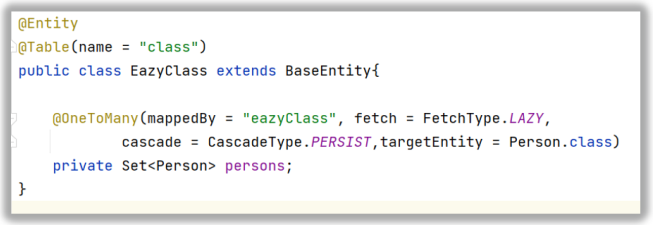 @Entity
@Table(name = "class")
public class EazyClass extends BaseEntity{
@OneToMany(mappedBy = "eazyClass", fetch = FetchType.LAZY,
cascade = CascadeType.PERSIST,targetEntity = Person.class)
private Set<Person> persons;
}